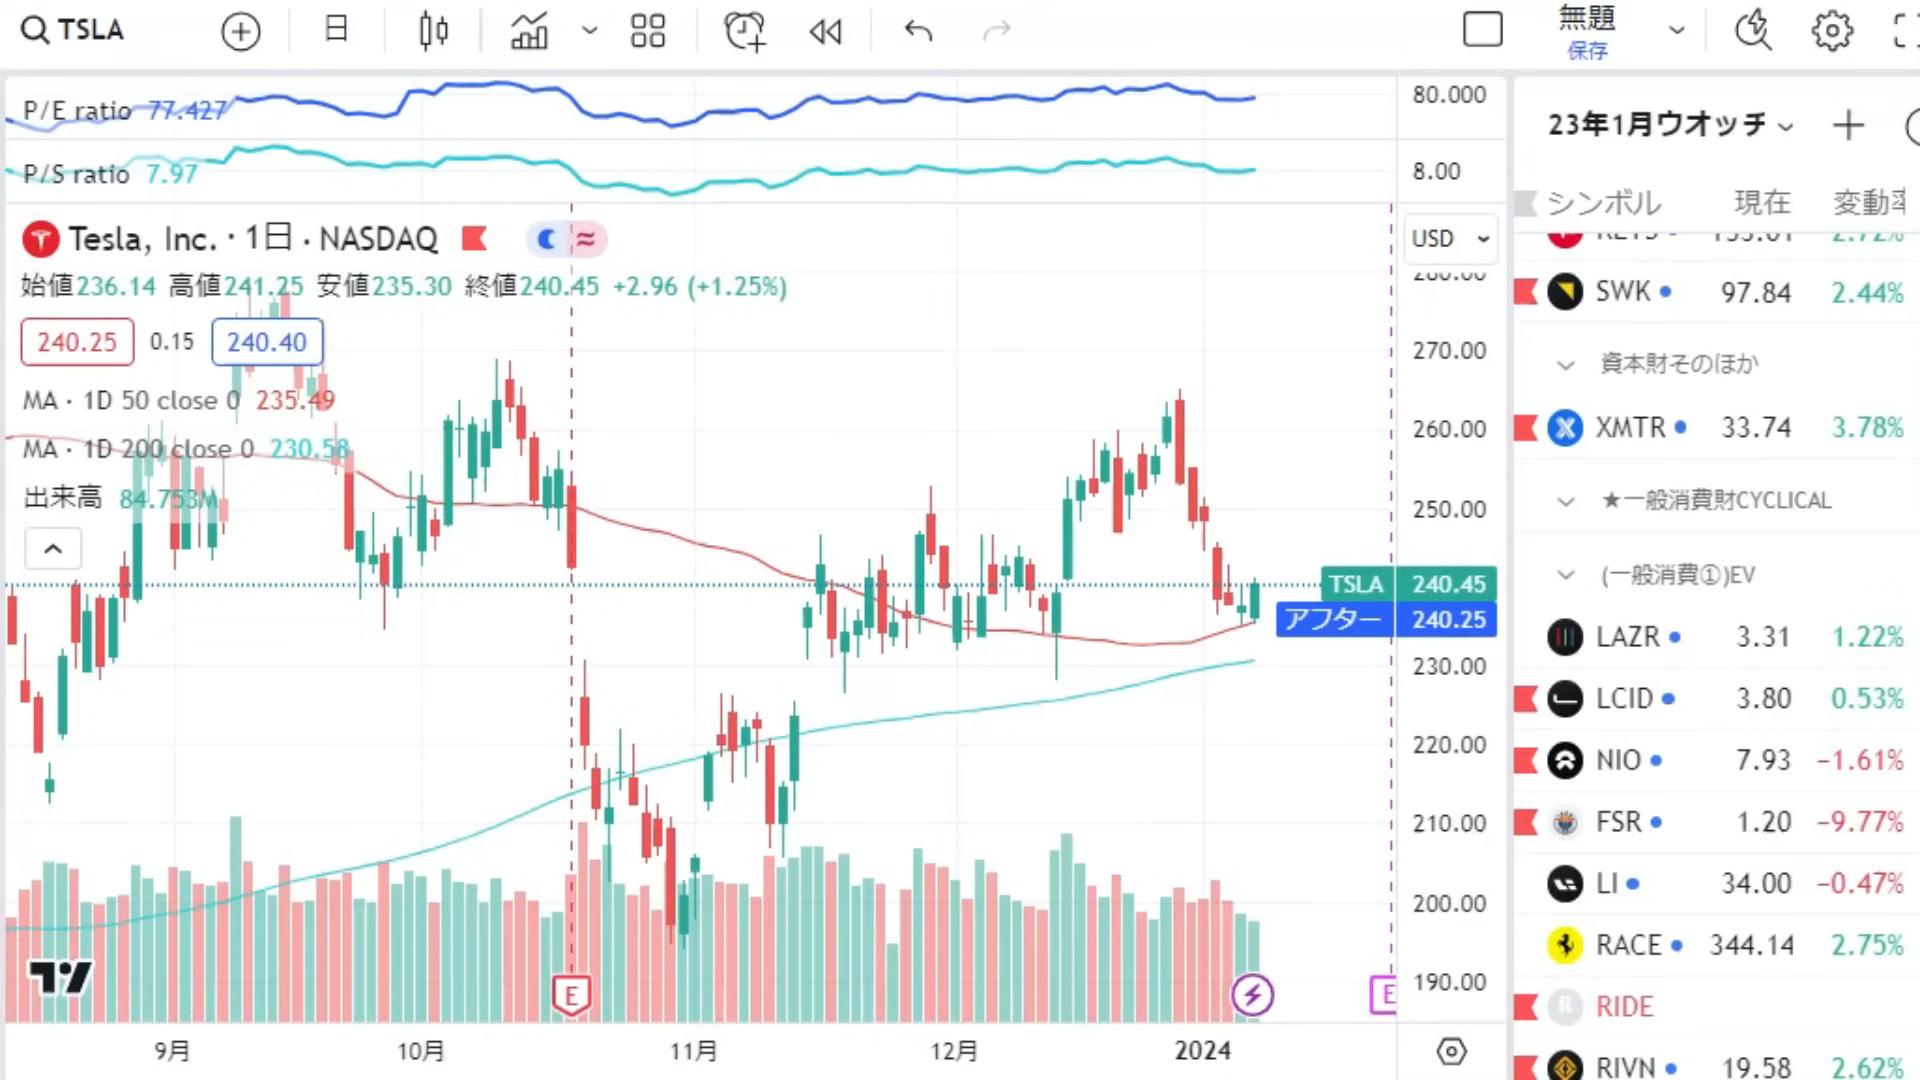 TSLA
日
無題
保存
P/E ratio 77.427
80.000
P/S ratio 7.97
8.00
Tesla, Inc. · 1日 · NASDAQ
USD
始値236.14 高値241.25 安値235.30 終値240.45 +2.96 (+1.25%)
240.25 0.15 240.40
MA · 1D 50 close 0 235.49
MA · 1D 200 close 0 230.58
出来高 84.753M
280.00
270.00
260.00
250.00
TSLA 240.45
アフター 240.25
230.00
220.00
210.00
200.00
190.00
E
E
9月 10月 11月 12月 2024
23年1月ウオッチ
シンボル 現在 変動率
SWK 97.84 2.44%
資本財そのほか
XMTR 33.74 3.78%
★一般消費財CYCLICAL
(一般消費①)EV
LAZR 3.31 1.22%
LCID 3.80 0.53%
NIO 7.93 −1.61%
FSR 1.20 −9.77%
LI 34.00 −0.47%
RACE 344.14 2.75%
R RIDE
RIVN 19.58 2.62%